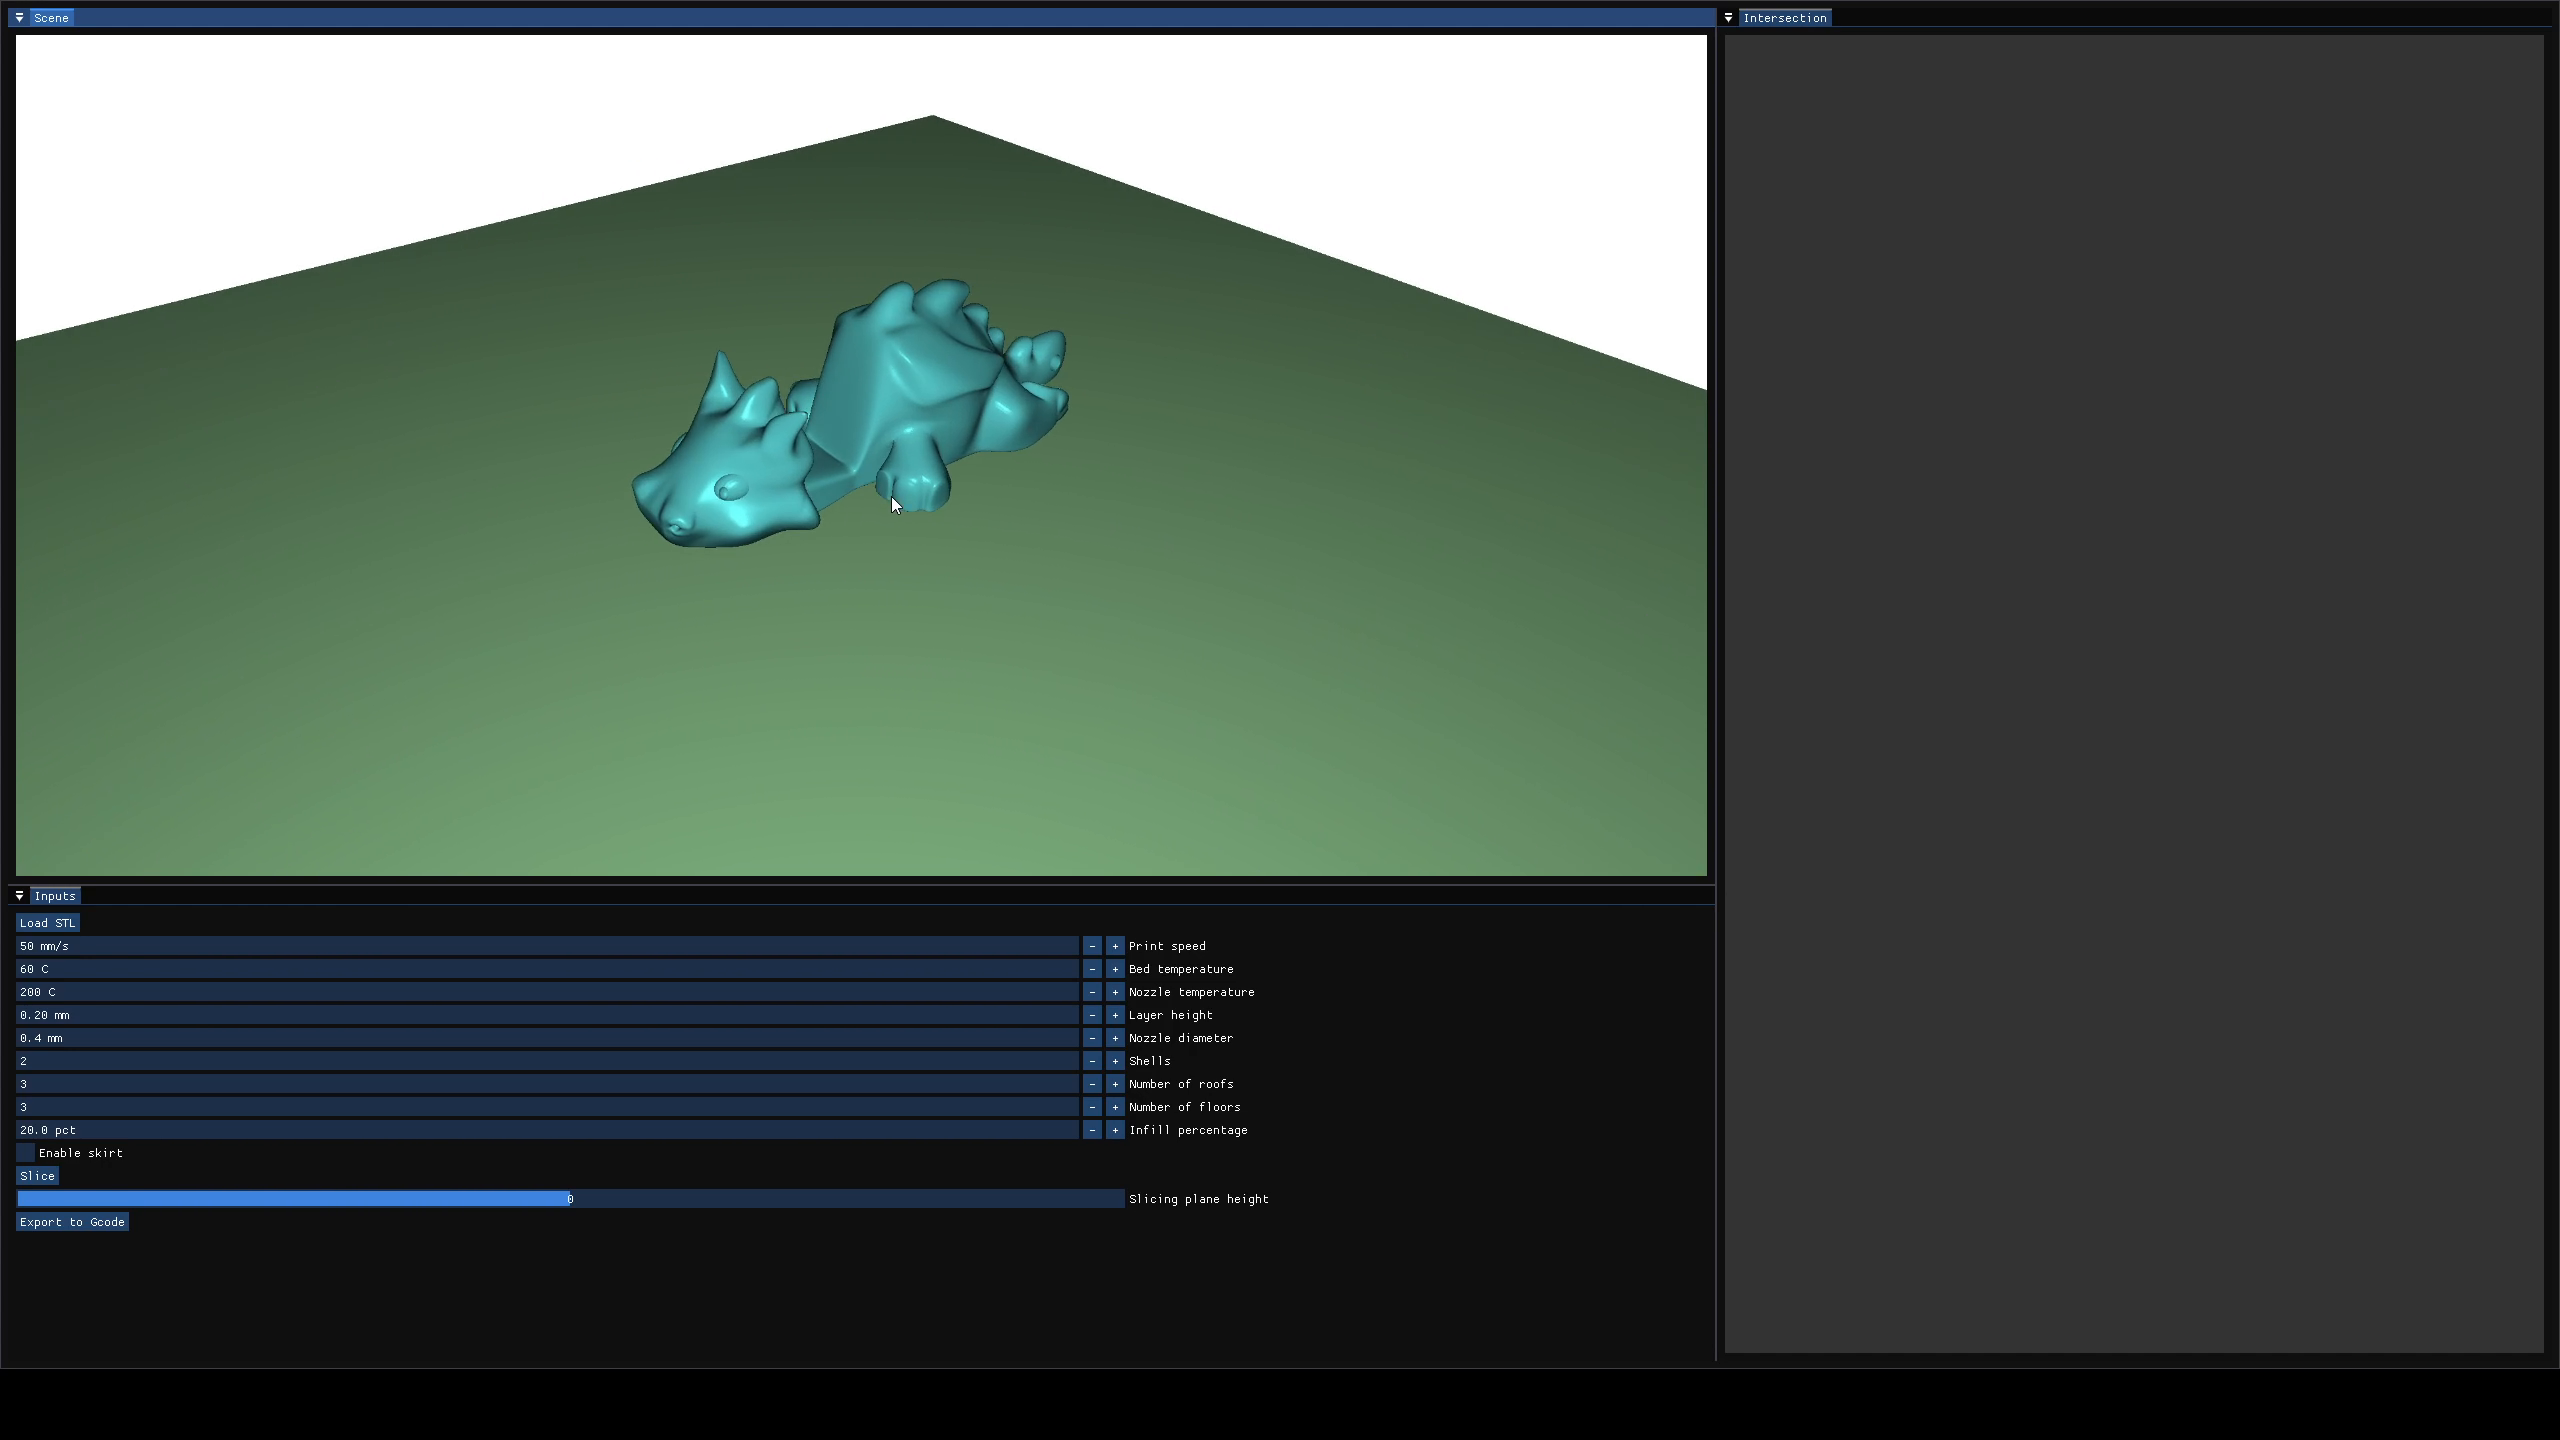 Scene
Intersection
Inputs
Load STL
50 mm/s - + Print speed
60 C - + Bed temperature
200 C - + Nozzle temperature
0.20 mm - + Layer height
0.4 mm - + Nozzle diameter
2 - + Shells
3 - + Number of roofs
3 - + Number of floors
20.0 pct - + Infill percentage
Enable skirt
Slice
0 Slicing plane height
Export to Gcode